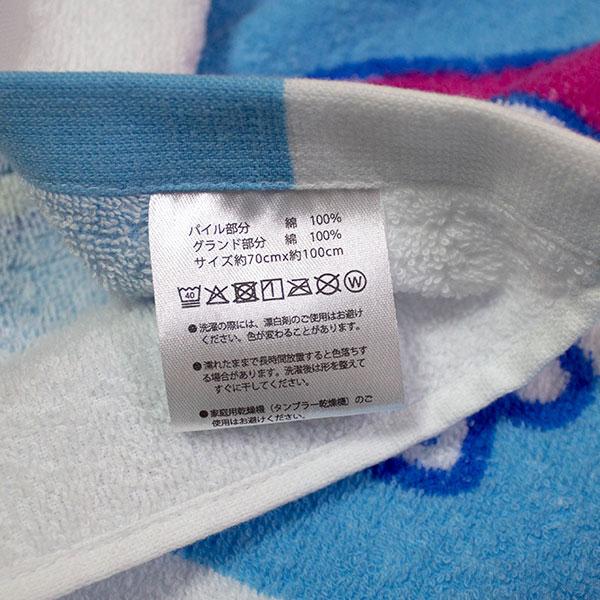 パイル部分 綿 100%
グランド部分 綿 100%
サイズ約70cmx約100cm
40 W
●洗濯の際には、漂白剤のご使用はお避け
ください。色が変わることがあります。
●濡れたままで長時間放置すると色落ちす
る場合があります。洗濯後は形を整えて
すぐに干してください。
●家庭用乾燥機(タンブラー乾燥機)のご使
用はお避けください。